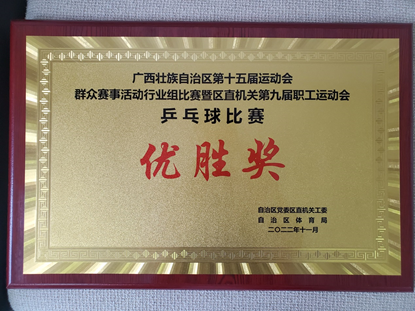 广西壮族自治区第十五届运动会
群众赛事活动行业组比赛暨区直机关第九届职工运动会
乒乓球比赛
优胜奖
自治区党委区直机关工委
自治区体育局
二〇二二年十一月